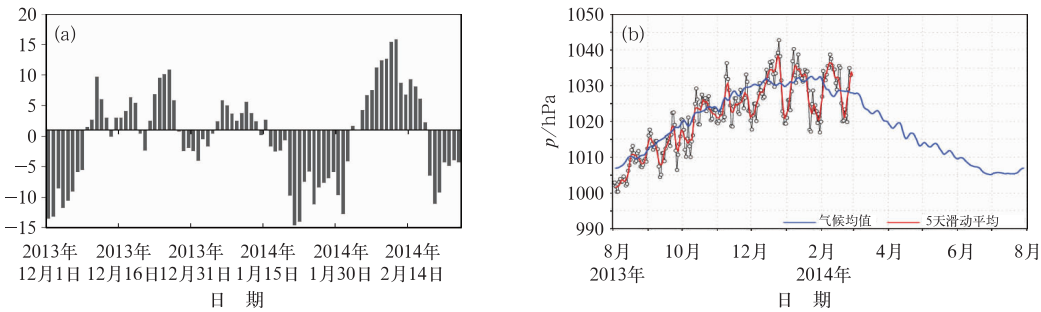 (a)
20
15
10
5
0
−5
−10
−15
2013年
12月1日
2013年
12月16日
2013年
12月31日
2014年
1月15日
2014年
1月30日
2014年
2月14日
日 期
(b)
p/hPa
1050
1040
1030
1020
1010
1000
990
气候均值
5天滑动平均
8月
10月
12月
2月
4月
6月
8月
2013年
2014年
日 期